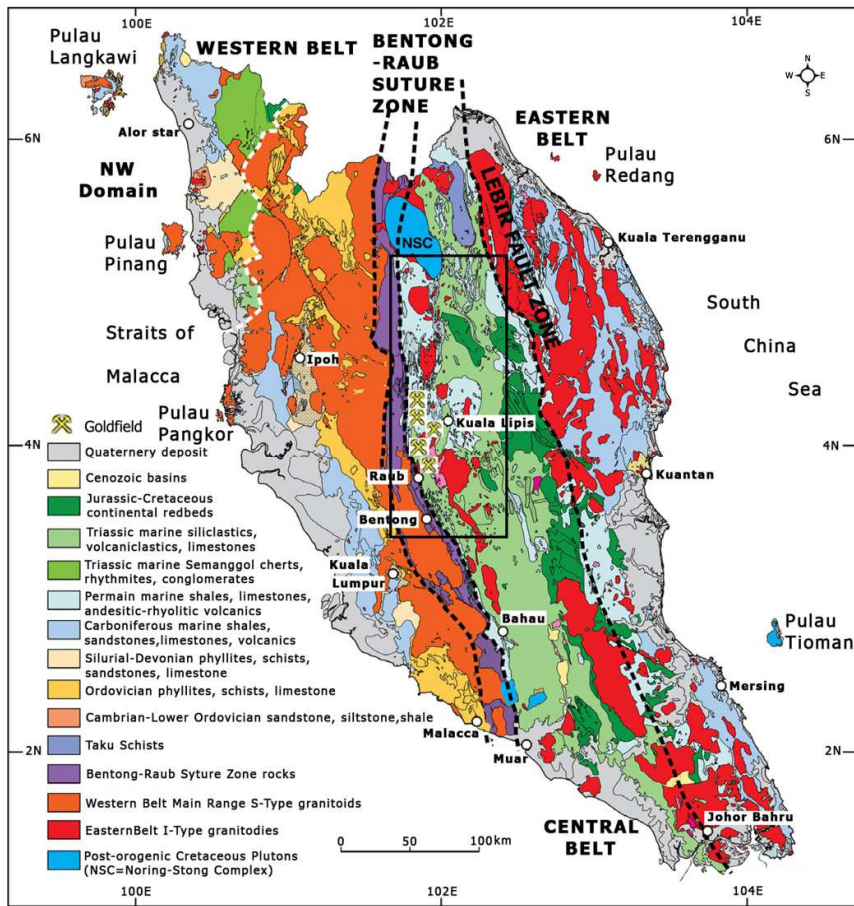 100E
102E
104E
Pulau
Langkawi
WESTERN BELT
BENTONG
-RAUB
SUTURE
ZONE
N
W E
S
6N
6N
Alor star
EASTERN
BELT
Pulau
Redang
NW
Domain
LEBIR FAULT ZONE
NSC
Kuala Terengganu
Pulau
Pinang
Straits of
Malacca
South
China
Sea
Ipoh
Pulau
Pangkor
Kuala Lipis
4N
4N
Kuantan
Raub
Bentong
Kuala
Lumpur
Bahau
Pulau
Tioman
Mersing
Malacca
Muar
2N
2N
CENTRAL
BELT
Johor Bahru
Goldfield
Quaternery deposit
Cenozoic basins
Jurassic-Cretaceous
continental redbeds
Triassic marine siliclastics,
volcaniclastics, limestones
Triassic marine Semanggol cherts,
rhythmites, conglomerates
Permain marine shales, limestones,
andesitic-rhyolitic volcanics
Carboniferous marine shales,
sandstones,limestones, volcanics
Silurial-Devonian phyllites, schists,
sandstones, limestone
Ordovician phyllites, schists, limestone
Cambrian-Lower Ordovician sandstone, siltstone,shale
Taku Schists
Bentong-Raub Syture Zone rocks
Western Belt Main Range S-Type granitoids
EasternBelt I-Type granitodies
Post-orogenic Cretaceous Plutons
(NSC=Noring-Stong Complex)
0 50 100 km
100E
102E
104E